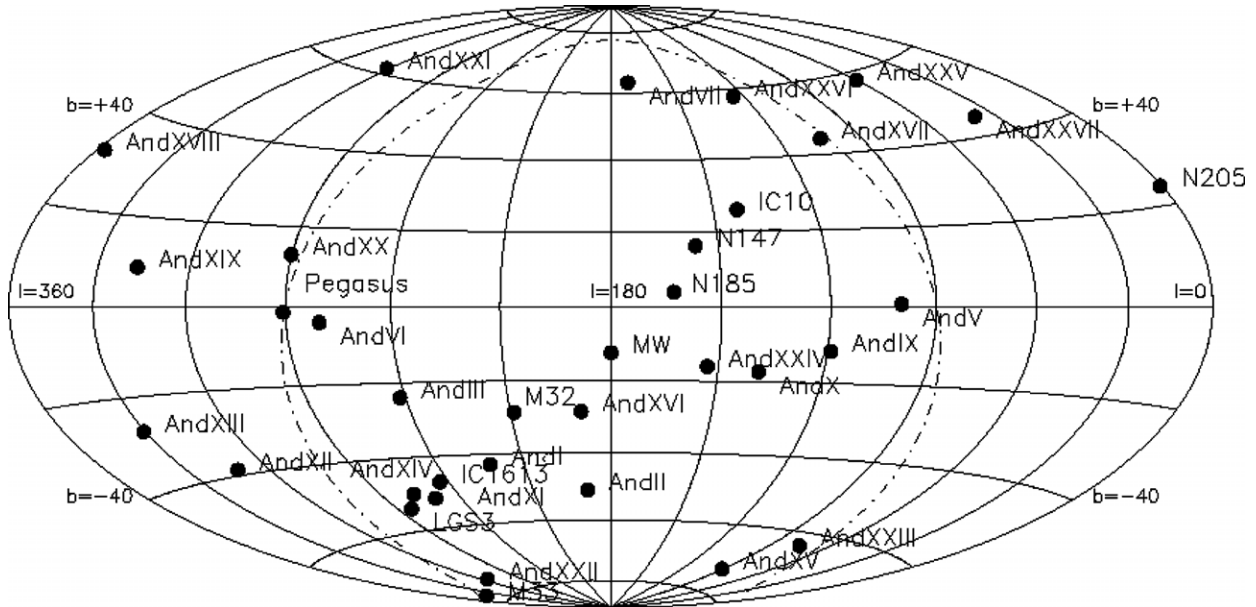 AndXXI
AndXXV
AndVII
AndXXVI
b=+40
b=+40
AndXXVII
AndXVII
AndXVIII
N205
IC10
N147
AndXX
AndXIX
Pegasus
N185
l=360
l=180
l=0
AndV
AndVI
MW
AndIX
AndXXIV
AndX
AndIII
M32
AndXVI
AndXIII
AndI
AndXII
AndXIV
IC1613
AndII
b=-40
AndXI
b=-40
LGS3
AndXXIII
AndXV
AndXXII
M33